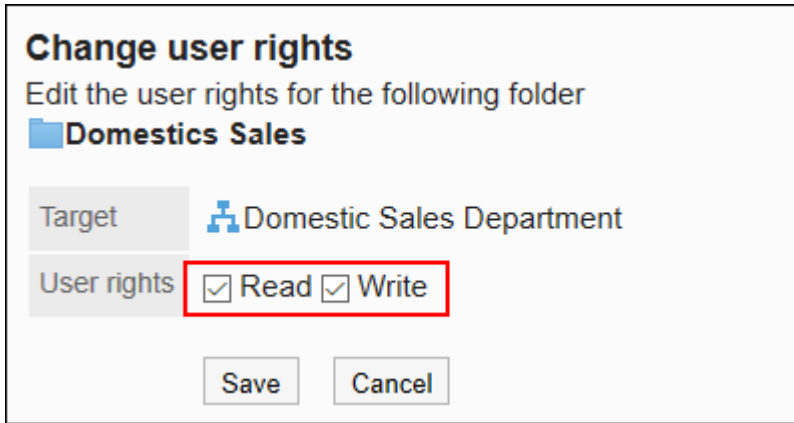 Change user rights
Edit the user rights for the following folder
Domestics Sales
Target Domestic Sales Department
User rights Read Write
Save Cancel